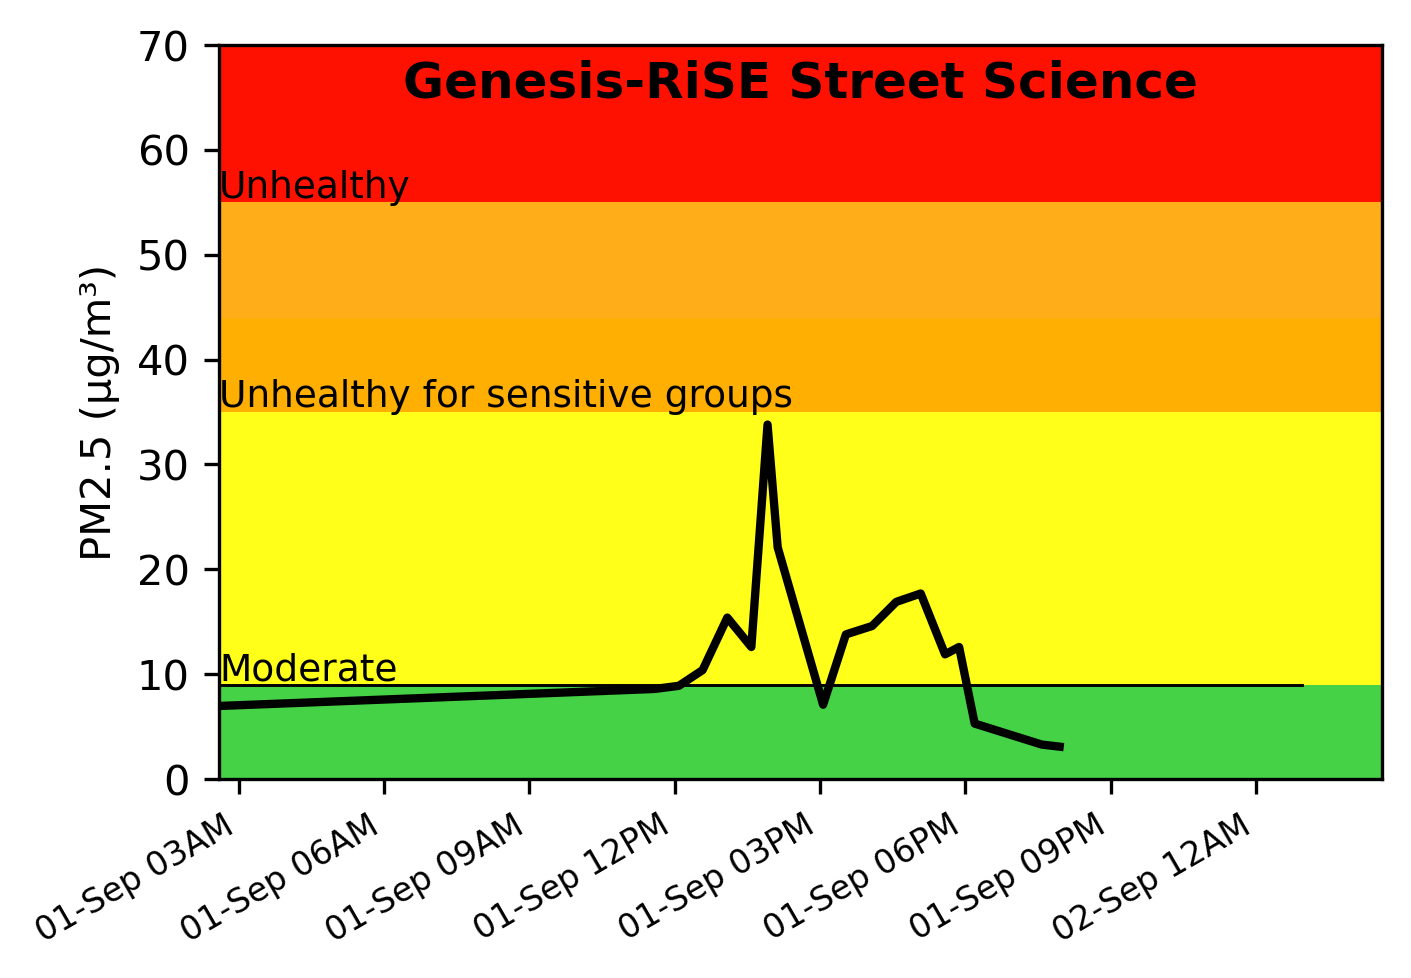 Genesis-RiSE Street Science
70
60
Unhealthy
50
40
Unhealthy for sensitive groups
30
20
Moderate
10
0
PM2.5 (µg/m³)
01-Sep 03AM
01-Sep 06AM
01-Sep 09AM
01-Sep 12PM
01-Sep 03PM
01-Sep 06PM
01-Sep 09PM
02-Sep 12AM